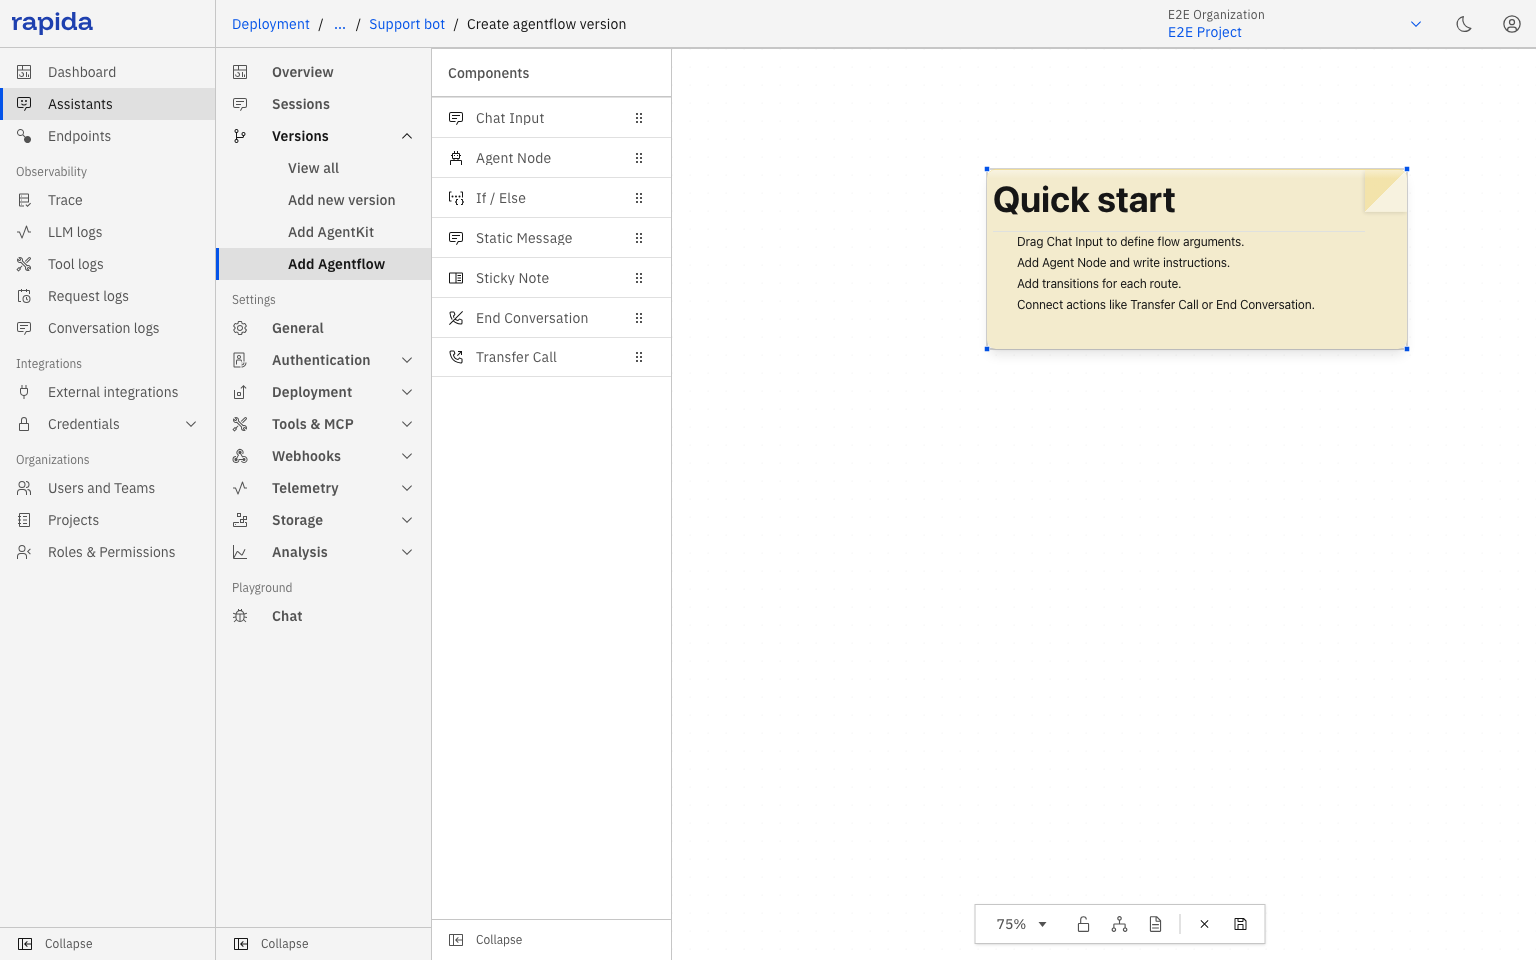 rapida
Deployment / ... / Support bot / Create agentflow version
E2E Organization
E2E Project
Dashboard
Assistants
Endpoints
Observability
Trace
LLM logs
Tool logs
Request logs
Conversation logs
Integrations
External integrations
Credentials
Organizations
Users and Teams
Projects
Roles & Permissions
Collapse
Overview
Sessions
Versions
View all
Add new version
Add AgentKit
Add Agentflow
Settings
General
Authentication
Deployment
Tools & MCP
Webhooks
Telemetry
Storage
Analysis
Playground
Chat
Collapse
Components
Chat Input
Agent Node
If / Else
Static Message
Sticky Note
End Conversation
Transfer Call
Collapse
Quick start
Drag Chat Input to define flow arguments.
Add Agent Node and write instructions.
Add transitions for each route.
Connect actions like Transfer Call or End Conversation.
75%